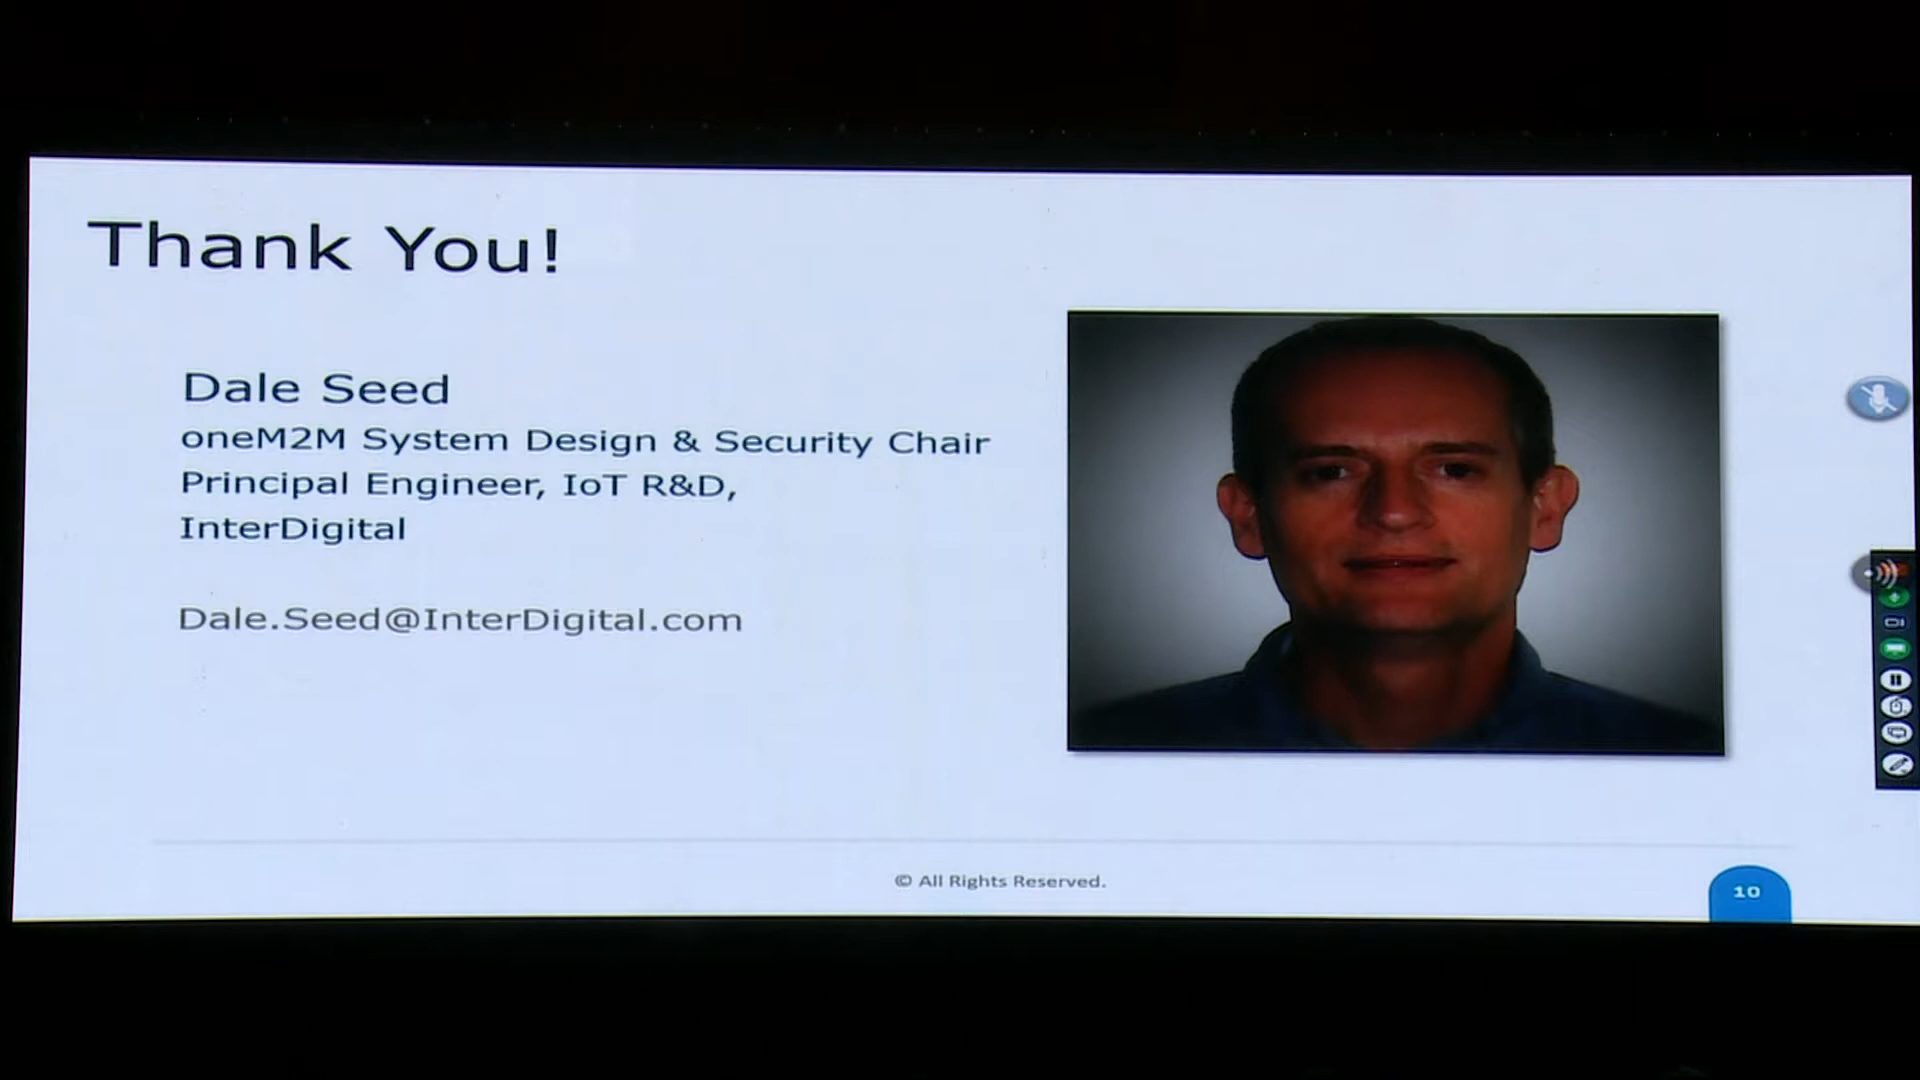 Thank You!
Dale Seed
oneM2M System Design & Security Chair
Principal Engineer, IoT R&D,
InterDigital
Dale.Seed@InterDigital.com
© All Rights Reserved.
10